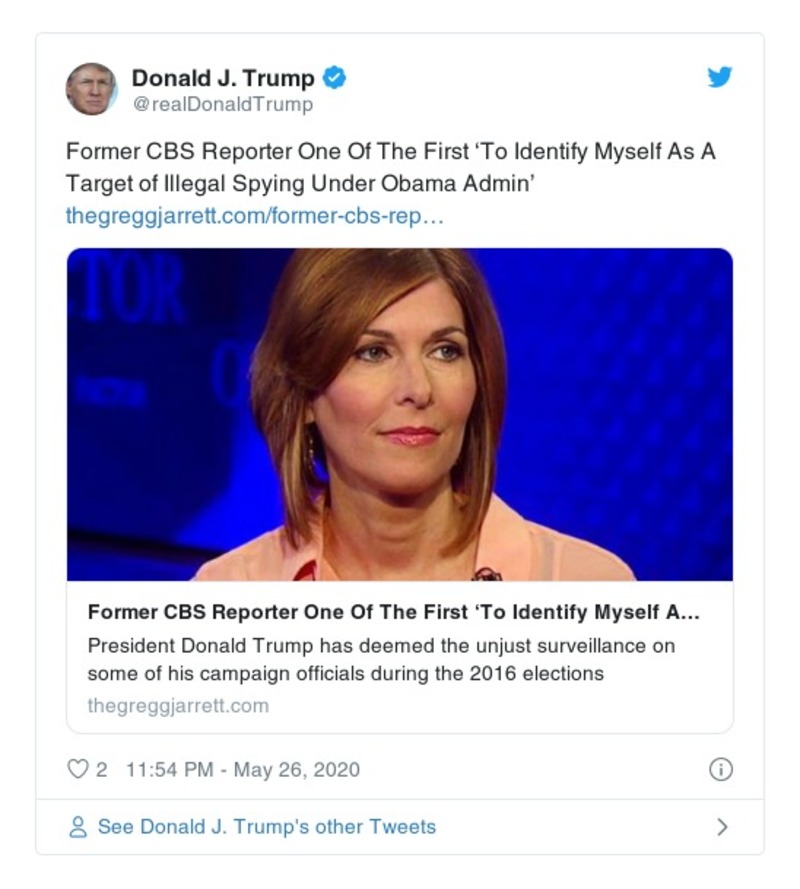 Donald J. Trump
@realDonaldTrump
Former CBS Reporter One Of The First ‘To Identify Myself As A
Target of Illegal Spying Under Obama Admin’
thegreggjarrett.com/former-cbs-rep…
CTOR
Former CBS Reporter One Of The First ‘To Identify Myself A...
President Donald Trump has deemed the unjust surveillance on
some of his campaign officials during the 2016 elections
thegreggjarrett.com
2 11:54 PM - May 26, 2020
See Donald J. Trump's other Tweets